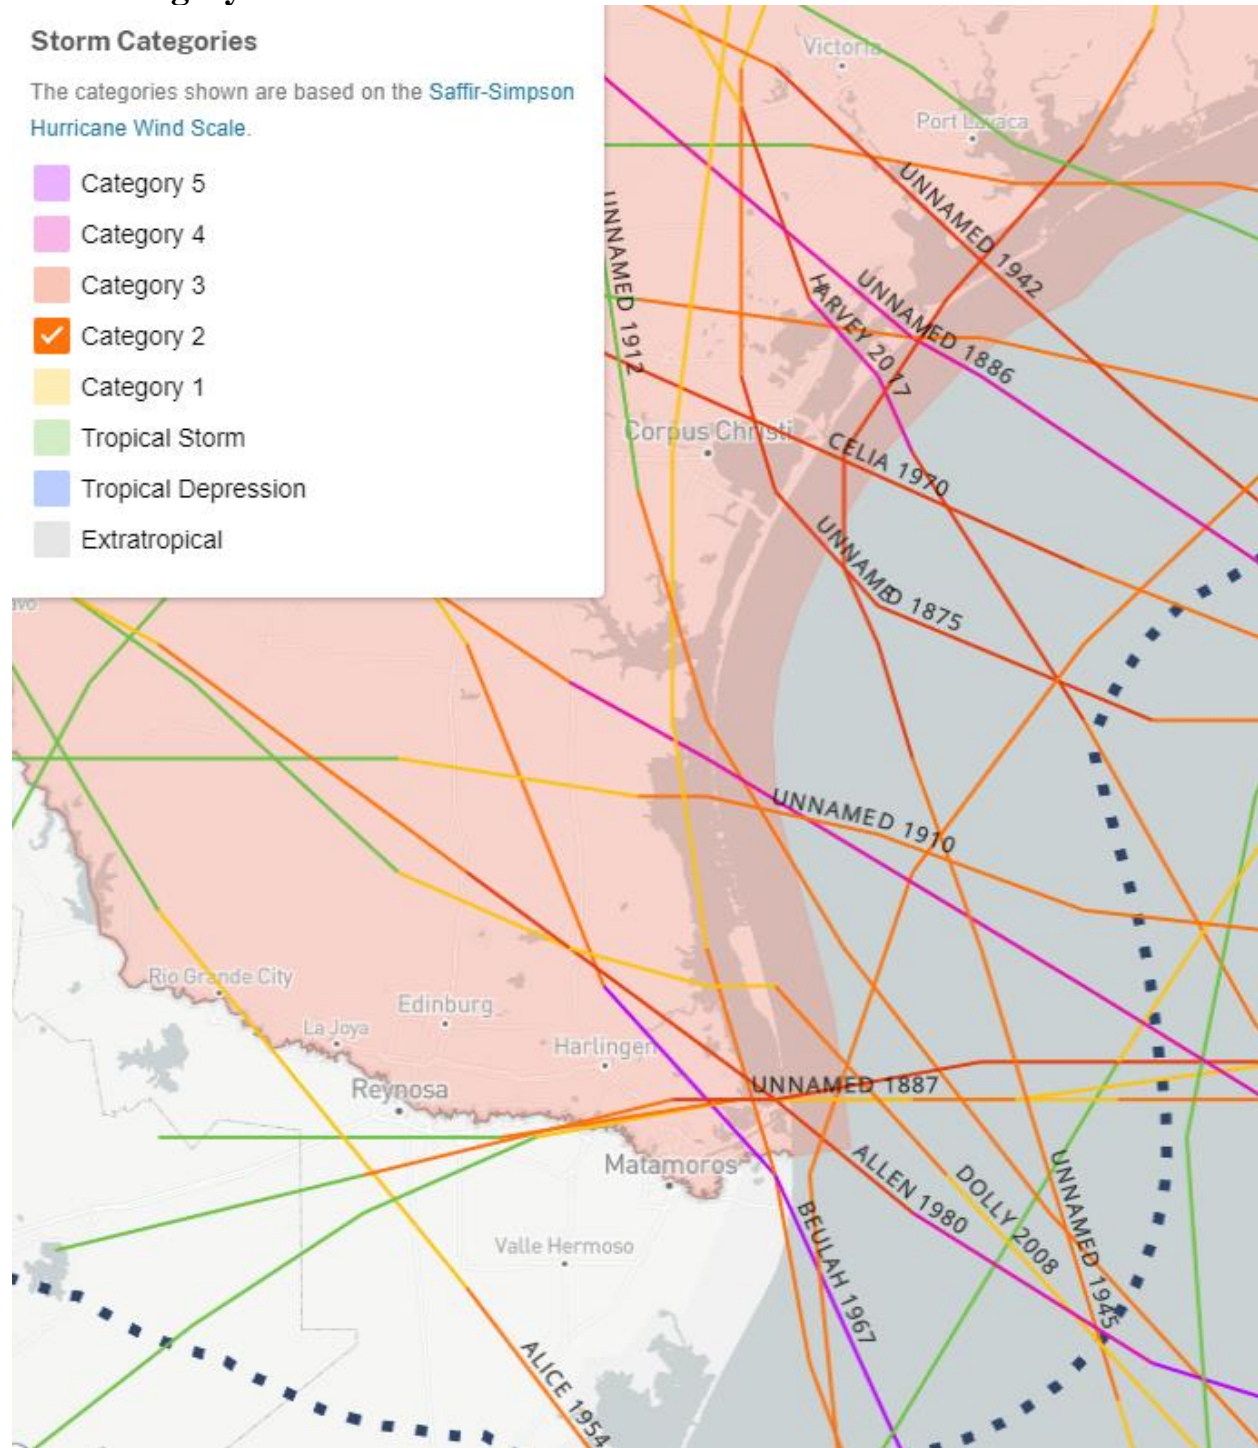 Storm Categories
The categories shown are based on the Saffir-Simpson
Hurricane Wind Scale.
Category 5
Category 4
Category 3
Category 2
Category 1
Tropical Storm
Tropical Depression
Extratropical
Victoria
Port Lavaca
UNNAMED 1942
UNNAMED 1912
HARVEY 2017
UNNAMED 1886
Corpus Christi
CELIA 1970
UNNAMED 1875
UNNAMED 1910
Rio Grande City
Edinburg
La Joya
Harlingen
Reynosa
UNNAMED 1887
Matamoros
ALLEN 1980
DOLLY 2008
UNNAMED 1945
BEULAH 1967
Valle Hermoso
ALICE 1954